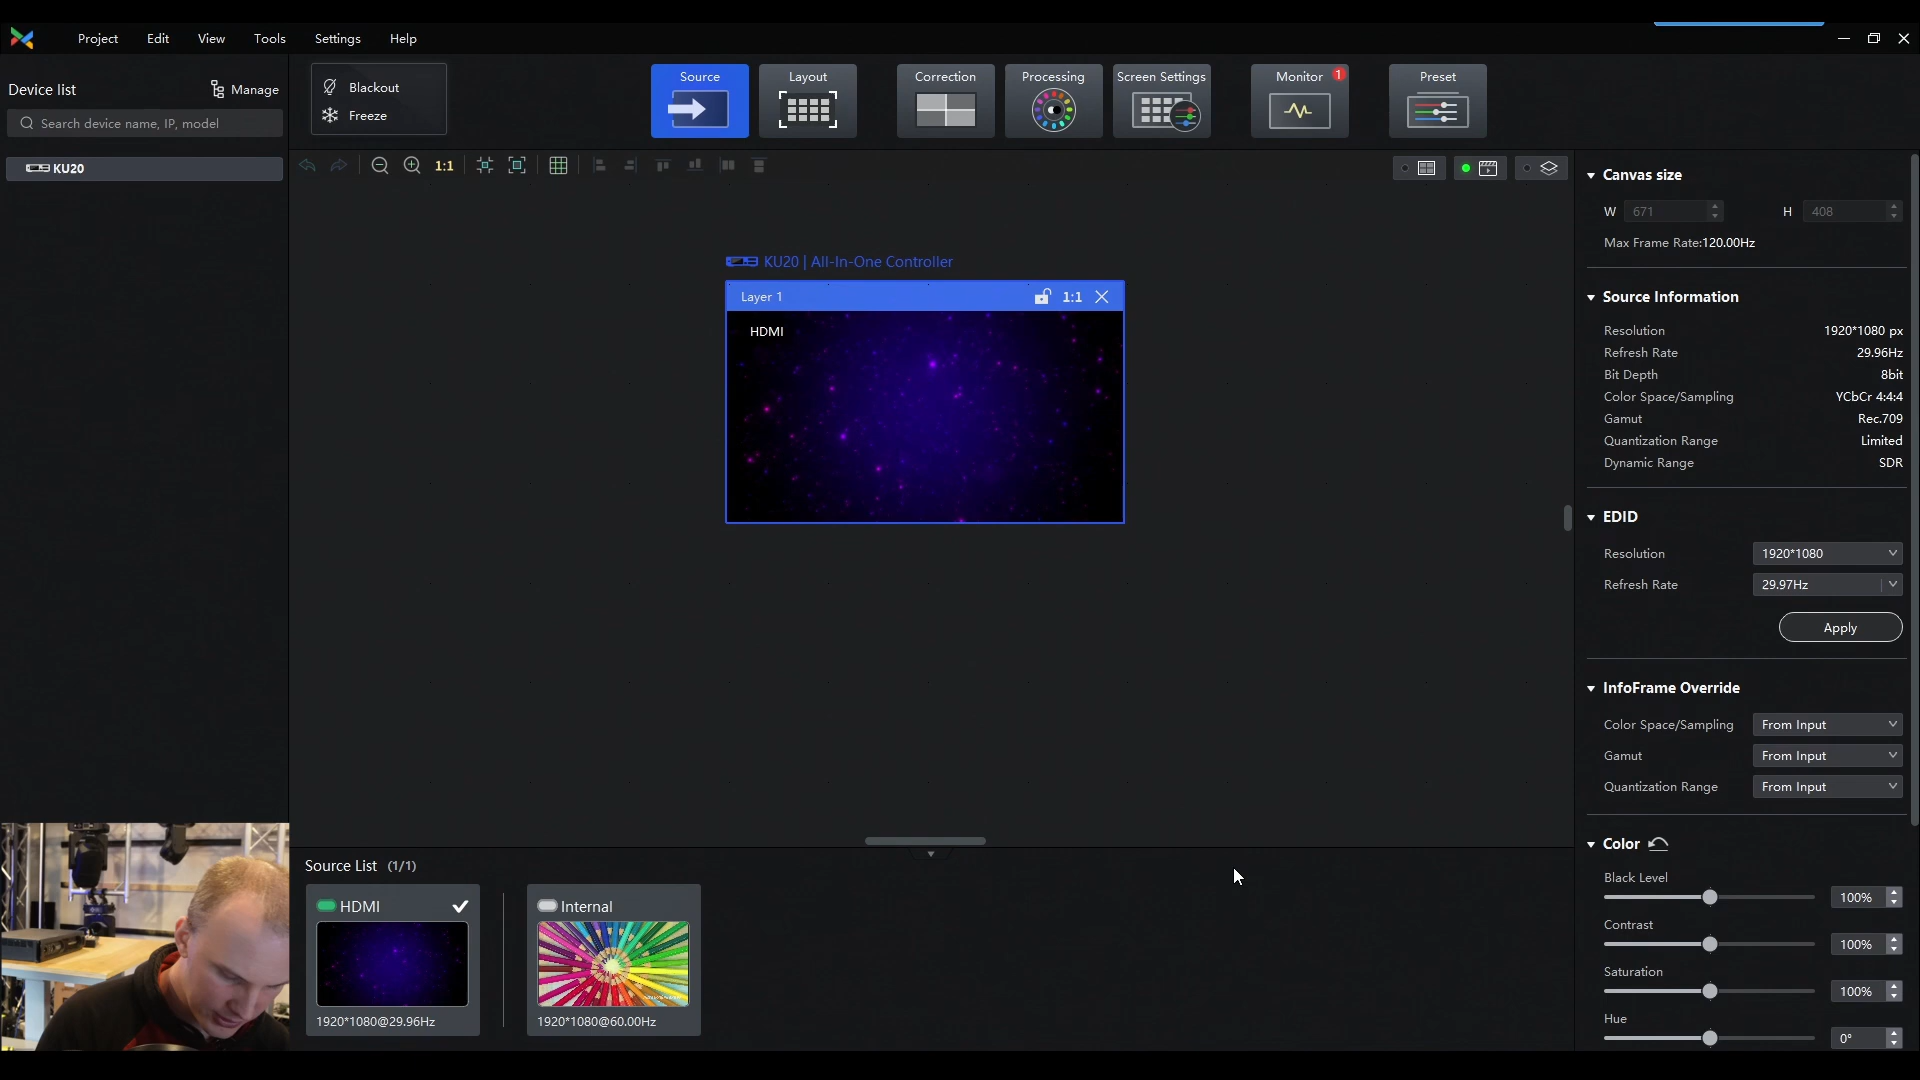 Project Edit View Tools Settings Help
Device list Manage
Search device name, IP, model
KU20
Blackout
Freeze
Source Layout Correction Processing Screen Settings Monitor 1 Preset
1:1
KU20 | All-In-One Controller
Layer 1 1:1
HDMI
Canvas size
W 671 H 408
Max Frame Rate:120.00Hz
Source Information
Resolution 1920*1080 px
Refresh Rate 29.96Hz
Bit Depth 8bit
Color Space/Sampling YCbCr 4:4:4
Gamut Rec.709
Quantization Range Limited
Dynamic Range SDR
EDID
Resolution 1920*1080
Refresh Rate 29.97Hz
Apply
InfoFrame Override
Color Space/Sampling From Input
Gamut From Input
Quantization Range From Input
Color
Black Level
100%
Contrast
100%
Saturation
100%
Hue
0°
Source List (1/1)
HDMI
1920*1080@29.96Hz
Internal
1920*1080@60.00Hz